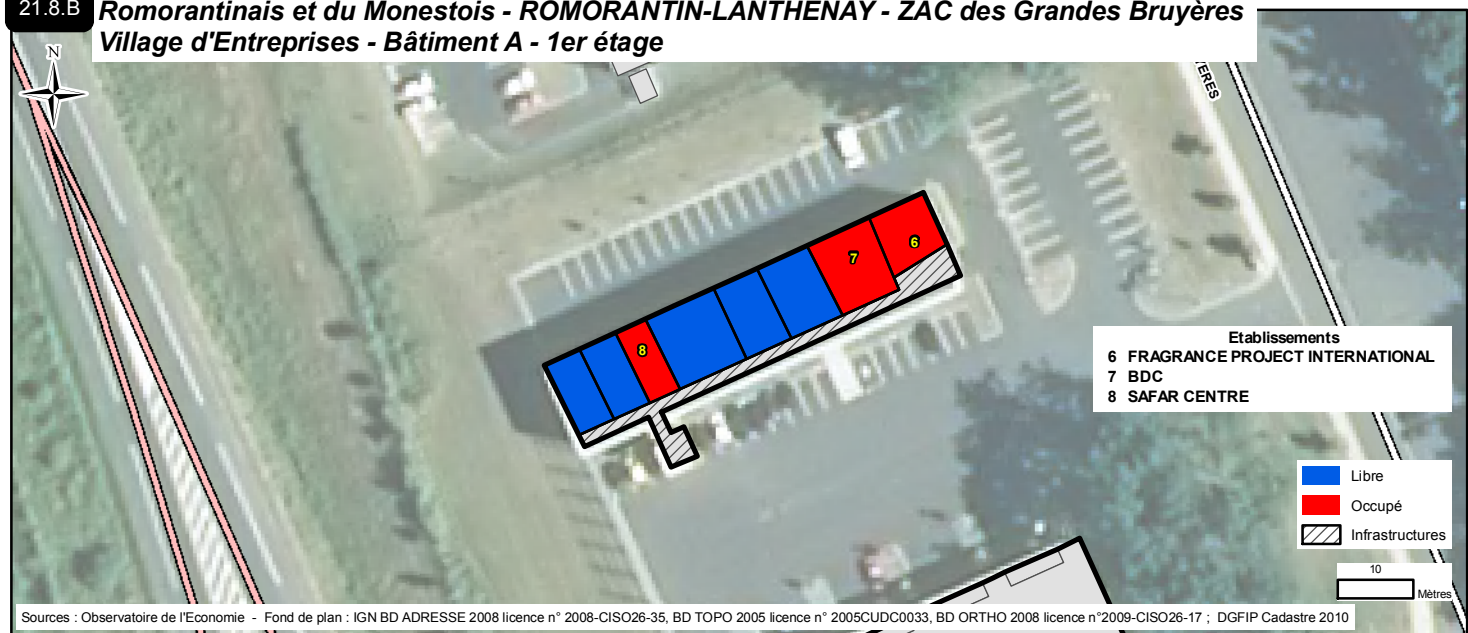 21.8.B
Romorantinais et du Monestois - ROMORANTIN-LANTHENAY - ZAC des Grandes Bruyères
Village d'Entreprises - Bâtiment A - 1er étage
N
6
7
8
Etablissements
6 FRAGRANCE PROJECT INTERNATIONAL
7 BDC
8 SAFAR CENTRE
Libre
Occupé
Infrastructures
10
Mètres
Sources : Observatoire de l'Economie - Fond de plan : IGN BD ADRESSE 2008 licence n° 2008-CISO26-35, BD TOPO 2005 licence n° 2005CUDC0033, BD ORTHO 2008 licence n°2009-CISO26-17 ; DGFIP Cadastre 2010